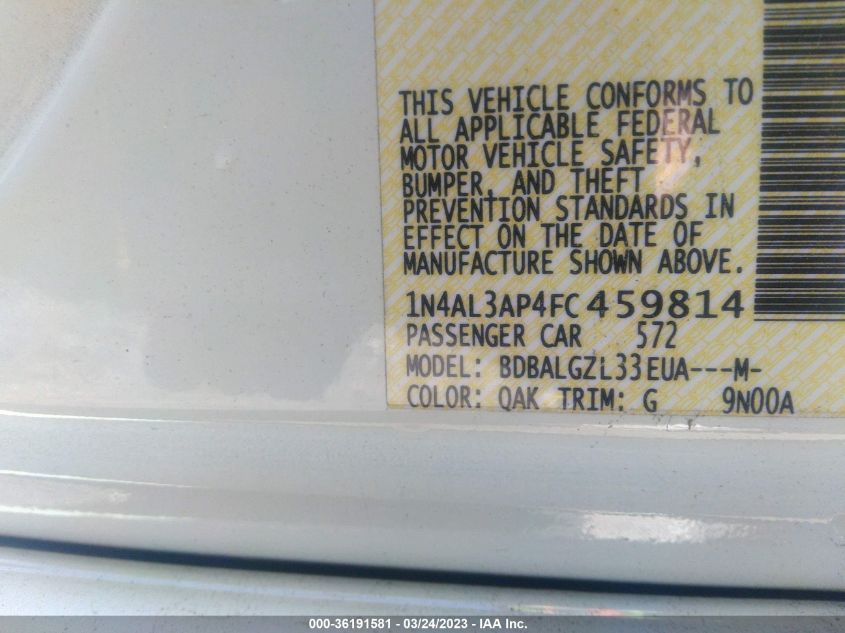 THIS VEHICLE CONFORMS TO
ALL APPLICABLE FEDERAL
MOTOR VEHICLE SAFETY,
BUMPER, AND THEFT
PREVENTION STANDARDS IN
EFFECT ON THE DATE OF
MANUFACTURE SHOWN ABOVE.
1N4AL3AP4FC459814
PASSENGER CAR 572
MODEL: BDBALGZL33EUA---M-
COLOR: QAK TRIM: G 9N00A
000-36191581 - 03/24/2023 - IAA Inc.